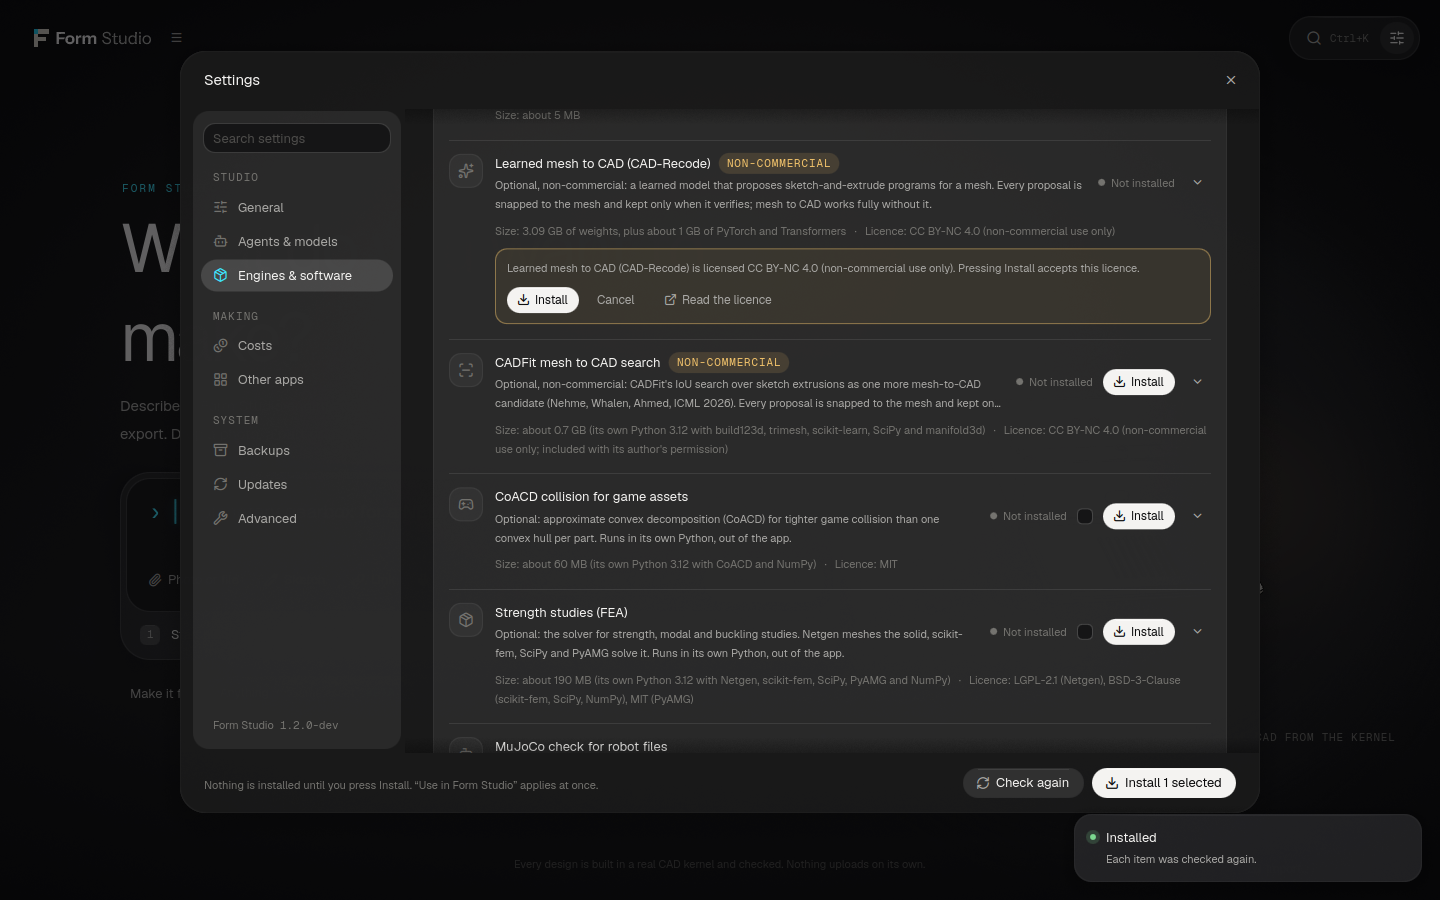 Form Studio
Ctrl+K
Settings
Search settings
STUDIO
General
Agents & models
Engines & software
MAKING
Costs
Other apps
SYSTEM
Backups
Updates
Advanced
Form Studio 1.2.0-dev
Size: about 5 MB
Learned mesh to CAD (CAD-Recode) NON-COMMERCIAL
Optional, non-commercial: a learned model that proposes sketch-and-extrude programs for a mesh. Every proposal is
snapped to the mesh and kept only when it verifies; mesh to CAD works fully without it.
Not installed
Size: 3.09 GB of weights, plus about 1 GB of PyTorch and Transformers · Licence: CC BY-NC 4.0 (non-commercial use only)
Learned mesh to CAD (CAD-Recode) is licensed CC BY-NC 4.0 (non-commercial use only). Pressing Install accepts this licence.
Install Cancel Read the licence
CADFit mesh to CAD search NON-COMMERCIAL
Optional, non-commercial: CADFit's IoU search over sketch extrusions as one more mesh-to-CAD
candidate (Nehme, Whalen, Ahmed, ICML 2026). Every proposal is snapped to the mesh and kept on…
Not installed Install
Size: about 0.7 GB (its own Python 3.12 with build123d, trimesh, scikit-learn, SciPy and manifold3d) · Licence: CC BY-NC 4.0 (non-commercial
use only; included with its author's permission)
CoACD collision for game assets
Optional: approximate convex decomposition (CoACD) for tighter game collision than one
convex hull per part. Runs in its own Python, out of the app.
Not installed Install
Size: about 60 MB (its own Python 3.12 with CoACD and NumPy) · Licence: MIT
Strength studies (FEA)
Optional: the solver for strength, modal and buckling studies. Netgen meshes the solid, scikit-
fem, SciPy and PyAMG solve it. Runs in its own Python, out of the app.
Not installed Install
Size: about 190 MB (its own Python 3.12 with Netgen, scikit-fem, SciPy, PyAMG and NumPy) · Licence: LGPL-2.1 (Netgen), BSD-3-Clause
(scikit-fem, SciPy, NumPy), MIT (PyAMG)
MuJoCo check for robot files
Nothing is installed until you press Install. “Use in Form Studio” applies at once.
Check again Install 1 selected
FORM ST
W
ma
Describe
export. D
1
Make it f
CAD FROM THE KERNEL
Every design is built in a real CAD kernel and checked. Nothing uploads on its own.
Installed
Each item was checked again.